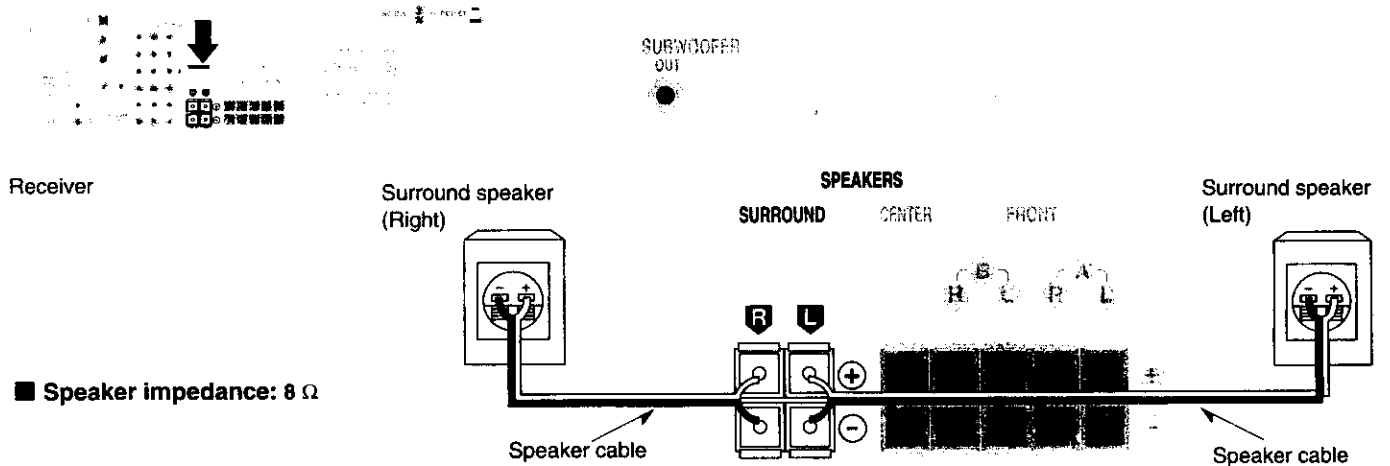 SUBWOOFER
OUT
Receiver
Surround speaker
(Right)
SPEAKERS
SURROUND CENTER FRONT
Surround speaker
(Left)
B A
R L R L
- +
- +
R L
+
+
-
-
■ Speaker impedance: 8 Ω
Speaker cable
Speaker cable